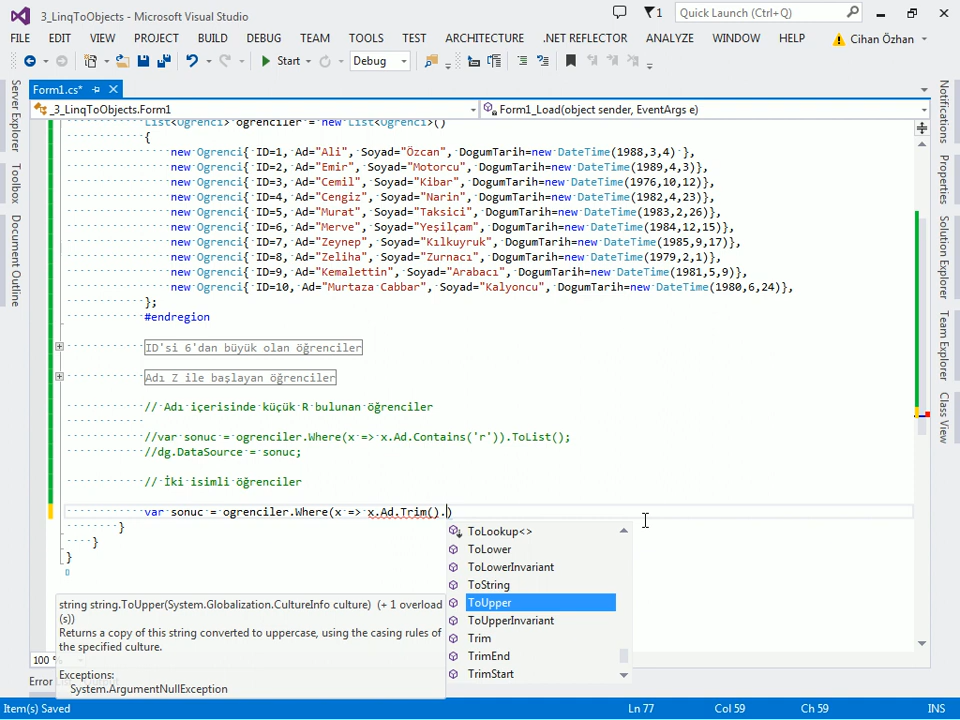 3_LinqToObjects - Microsoft Visual Studio
1
Quick Launch (Ctrl+Q)
FILE EDIT VIEW PROJECT BUILD DEBUG TEAM TOOLS TEST ARCHITECTURE .NET REFLECTOR ANALYZE WINDOW HELP Cihan Özhan
Start Debug
Form1.cs*
_3_LinqToObjects.Form1 Form1_Load(object sender, EventArgs e)
List<Ogrenci> ogrenciler = new List<Ogrenci>()
{
new Ogrenci{ ID=1, Ad="Ali", Soyad="Özcan", DogumTarih=new DateTime(1988,3,4) },
new Ogrenci{ ID=2, Ad="Emir", Soyad="Motorcu", DogumTarih=new DateTime(1989,4,3)},
new Ogrenci{ ID=3, Ad="Cemil", Soyad="Kibar", DogumTarih=new DateTime(1976,10,12)},
new Ogrenci{ ID=4, Ad="Cengiz", Soyad="Narin", DogumTarih=new DateTime(1982,4,23)},
new Ogrenci{ ID=5, Ad="Murat", Soyad="Taksici", DogumTarih=new DateTime(1983,2,26)},
new Ogrenci{ ID=6, Ad="Merve", Soyad="Yeşilçam", DogumTarih=new DateTime(1984,12,15)},
new Ogrenci{ ID=7, Ad="Zeynep", Soyad="Kılkuyruk", DogumTarih=new DateTime(1985,9,17)},
new Ogrenci{ ID=8, Ad="Zeliha", Soyad="Zurnacı", DogumTarih=new DateTime(1979,2,1)},
new Ogrenci{ ID=9, Ad="Kemalettin", Soyad="Arabacı", DogumTarih=new DateTime(1981,5,9)},
new Ogrenci{ ID=10, Ad="Murtaza Cabbar", Soyad="Kalyoncu", DogumTarih=new DateTime(1980,6,24)},
};
#endregion
ID'si 6'dan büyük olan öğrenciler
Adı Z ile başlayan öğrenciler
// Adı içerisinde küçük R bulunan öğrenciler
//var sonuc = ogrenciler.Where(x => x.Ad.Contains('r')).ToList();
//dg.DataSource = sonuc;
// İki isimli öğrenciler
var sonuc = ogrenciler.Where(x => x.Ad.Trim().)
}
}
}
ToLookup<>
ToLower
ToLowerInvariant
ToString
ToUpper
ToUpperInvariant
Trim
TrimEnd
TrimStart
string string.ToUpper(System.Globalization.CultureInfo culture) (+ 1 overload
(s))
Returns a copy of this string converted to uppercase, using the casing rules of
the specified culture.
Exceptions:
System.ArgumentNullException
100 %
Error
Item(s) Saved Ln 77 Col 59 Ch 59 INS
Server Explorer
Toolbox
Document Outline
Notifications
Properties
Solution Explorer
Team Explorer
Class View